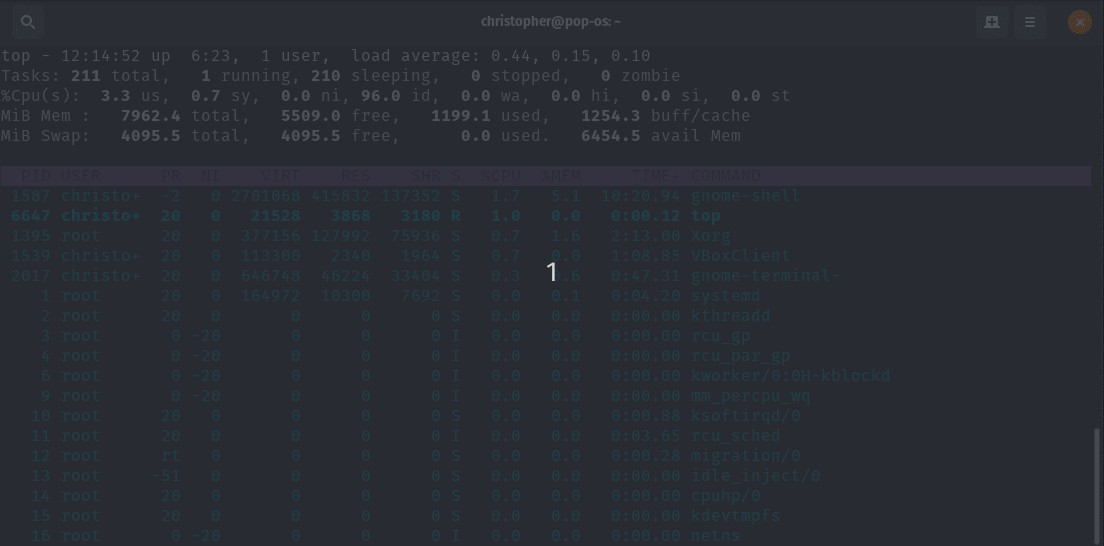 christopher@pop-os: ~
top - 12:14:52 up  6:23,  1 user,  load average: 0.44, 0.15, 0.10
Tasks: 211 total,   1 running, 210 sleeping,   0 stopped,   0 zombie
%Cpu(s):  3.3 us,  0.7 sy,  0.0 ni, 96.0 id,  0.0 wa,  0.0 hi,  0.0 si,  0.0 st
MiB Mem :   7962.4 total,   5509.0 free,   1199.1 used,   1254.3 buff/cache
MiB Swap:   4095.5 total,   4095.5 free,      0.0 used.   6454.5 avail Mem
PID USER      PR  NI    VIRT    RES    SHR S  %CPU  %MEM     TIME+ COMMAND
1587 christo+  -2   0 2701068 415832 137352 S   1.7   5.1  10:20.94 gnome-shell
6647 christo+  20   0   21528   3868   3180 R   1.0   0.0   0:00.12 top
1395 root      20   0  377156 127992  75936 S   0.7   1.6   2:13.00 Xorg
1539 christo+  20   0  113300   2340   1964 S   0.7   0.0   1:08.85 VBoxClient
2017 christo+  20   0  646748  46224  33404 S   0.3   .6   0:47.31 gnome-terminal-
1
1 root      20   0  164972  10300   7692 S   0.0   0.1   0:04.20 systemd
2 root      20   0       0      0      0 S   0.0   0.0   0:00.00 kthreadd
3 root       0 -20       0      0      0 I   0.0   0.0   0:00.00 rcu_gp
4 root       0 -20       0      0      0 I   0.0   0.0   0:00.00 rcu_par_gp
6 root       0 -20       0      0      0 I   0.0   0.0   0:00.00 kworker/0:0H-kblockd
9 root       0 -20       0      0      0 I   0.0   0.0   0:00.00 mm_percpu_wq
10 root      20   0       0      0      0 S   0.0   0.0   0:00.88 ksoftirqd/0
11 root      20   0       0      0      0 I   0.0   0.0   0:03.65 rcu_sched
12 root      rt   0       0      0      0 S   0.0   0.0   0:00.28 migration/0
13 root     -51   0       0      0      0 S   0.0   0.0   0:00.00 idle_inject/0
14 root      20   0       0      0      0 S   0.0   0.0   0:00.00 cpuhp/0
15 root      20   0       0      0      0 S   0.0   0.0   0:00.00 kdevtmpfs
16 root       0 -20       0      0      0 I   0.0   0.0   0:00.00 netns